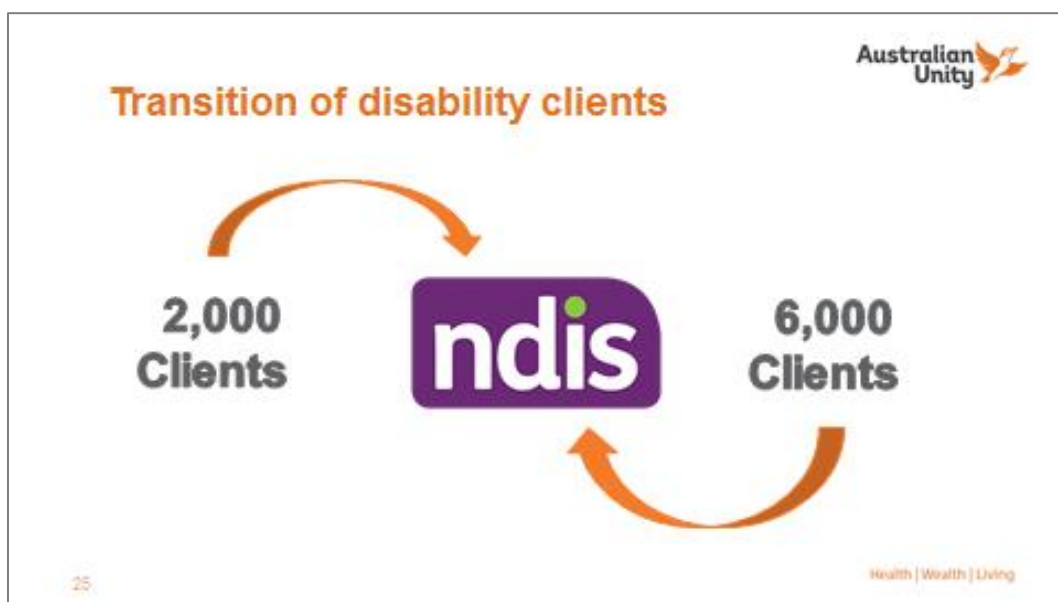 Australian
Unity
Transition of disability clients
2,000
Clients
ndis
6,000
Clients
25
Health | Wealth | Living